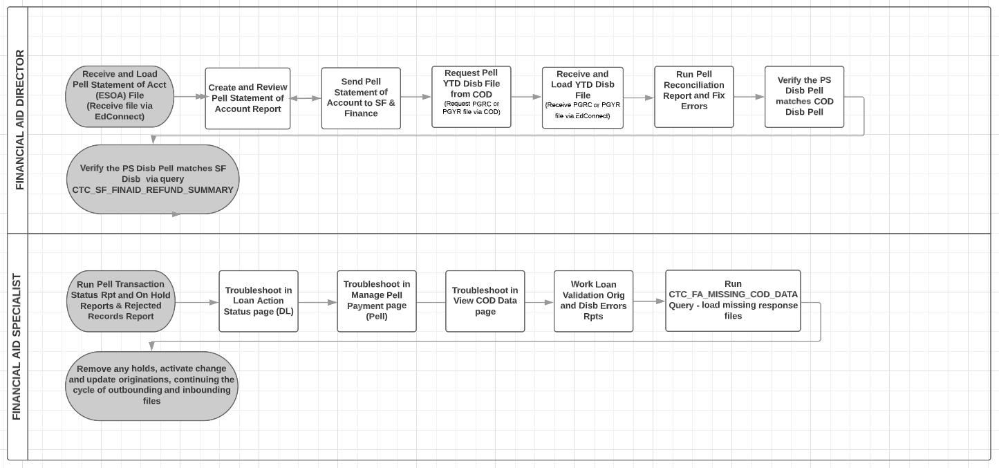 FINANCIAL AID DIRECTOR
Receive and Load
Pell Statement of Acct
(ESOA) File
(Receive file via
EdConnect)
Create and Review
Pell Statement of
Account Report
Send Pell
Statement of
Account to SF &
Finance
Request Pell
YTD Disb File
from COD
(Request PGRC or
PGYR file via COD)
Receive and
Load YTD Disb
File
(Receive PGRC or PGYR
file via EdConnect)
Run Pell
Reconciliation
Report and Fix
Errors
Verify the PS
Disb Pell
matches COD
Disb Pell
Verify the PS Disb Pell matches SF
Disb via query
CTC_SF_FINAID_REFUND_SUMMARY
FINANCIAL AID SPECIALIST
Run Pell Transaction
Status Rpt and On Hold
Reports & Rejected
Records Report
Troubleshoot in
Loan Action
Status page (DL)
Troubleshoot in
Manage Pell
Payment page
(Pell)
Troubleshoot in
View COD Data
page
Work Loan
Validation Orig
and Disb Errors
Rpts
Run
CTC_FA_MISSING_COD_DATA
Query - load missing response
files
Remove any holds, activate change
and update originations, continuing the
cycle of outbounding and inbounding
files